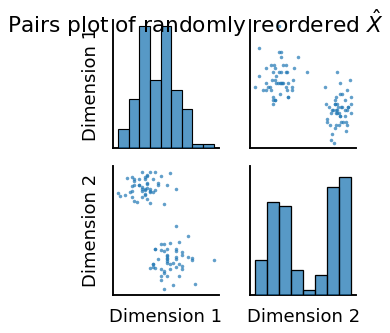 Pairs plot of randomly reordered X̂
Dimension 1
Dimension 2
Dimension 1
Dimension 2